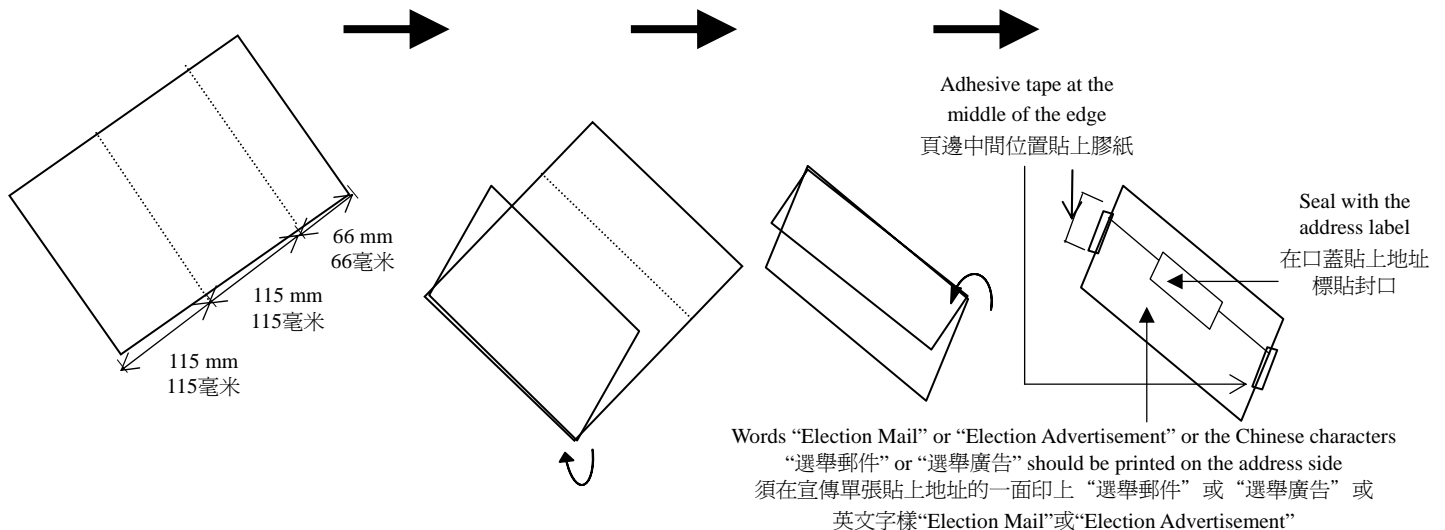 66 mm
66毫米
115 mm
115毫米
115 mm
115毫米
Adhesive tape at the
middle of the edge
頁邊中間位置貼上膠紙
Seal with the
address label
在口蓋貼上地址
標貼封口
Words “Election Mail” or “Election Advertisement” or the Chinese characters
“選舉郵件” or “選舉廣告” should be printed on the address side
須在宣傳單張貼上地址的一面印上“選舉郵件”或“選舉廣告”或
英文字樣“Election Mail”或“Election Advertisement”